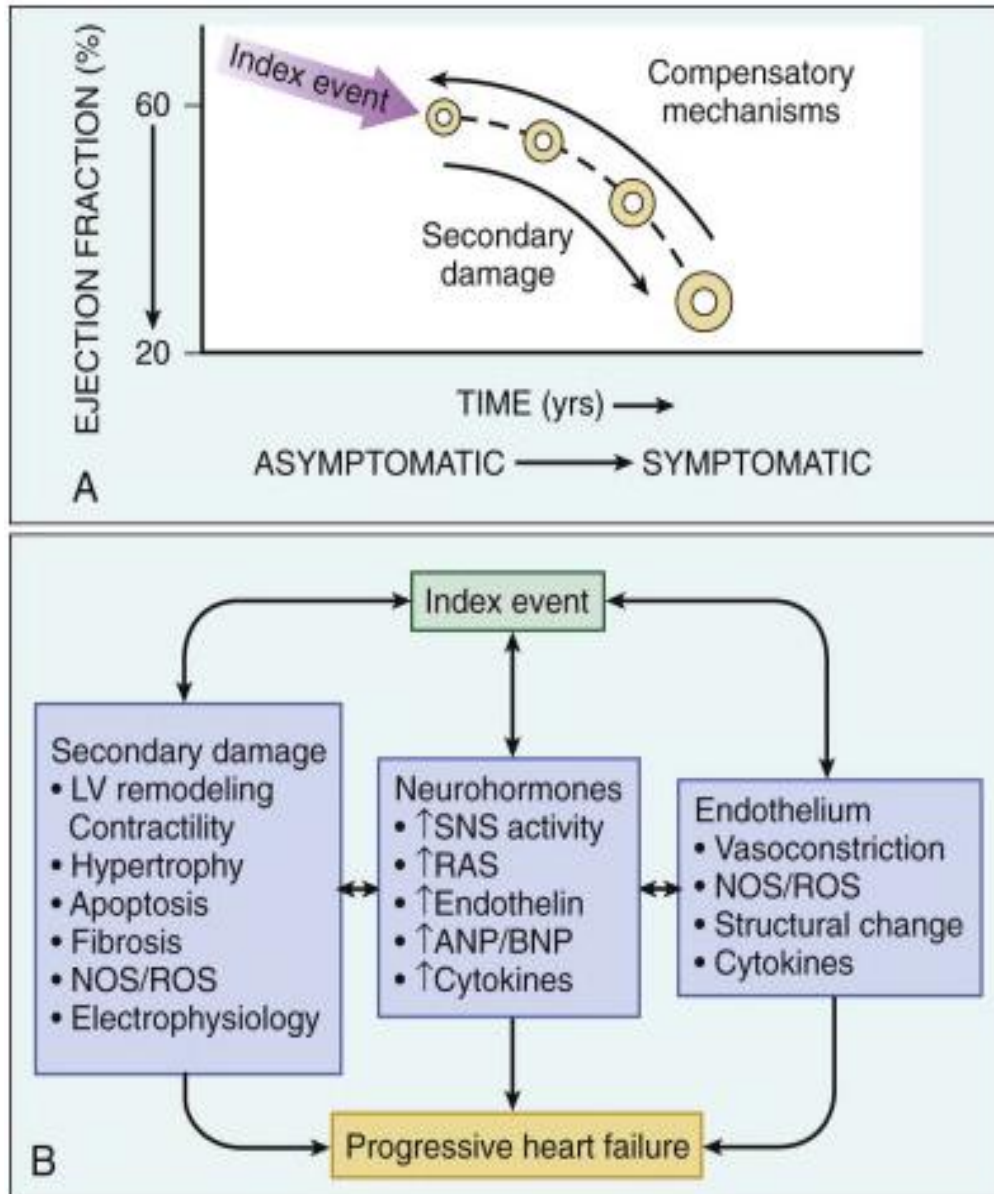 EJECTION FRACTION (%)
60
20
Index event
Compensatory
mechanisms
Secondary
damage
TIME (yrs)
ASYMPTOMATIC → SYMPTOMATIC
A
Index event
Secondary damage
• LV remodeling
Contractility
• Hypertrophy
• Apoptosis
• Fibrosis
• NOS/ROS
• Electrophysiology
Neurohormones
• ↑SNS activity
• ↑RAS
• ↑Endothelin
• ↑ANP/BNP
• ↑Cytokines
Endothelium
• Vasoconstriction
• NOS/ROS
• Structural change
• Cytokines
Progressive heart failure
B